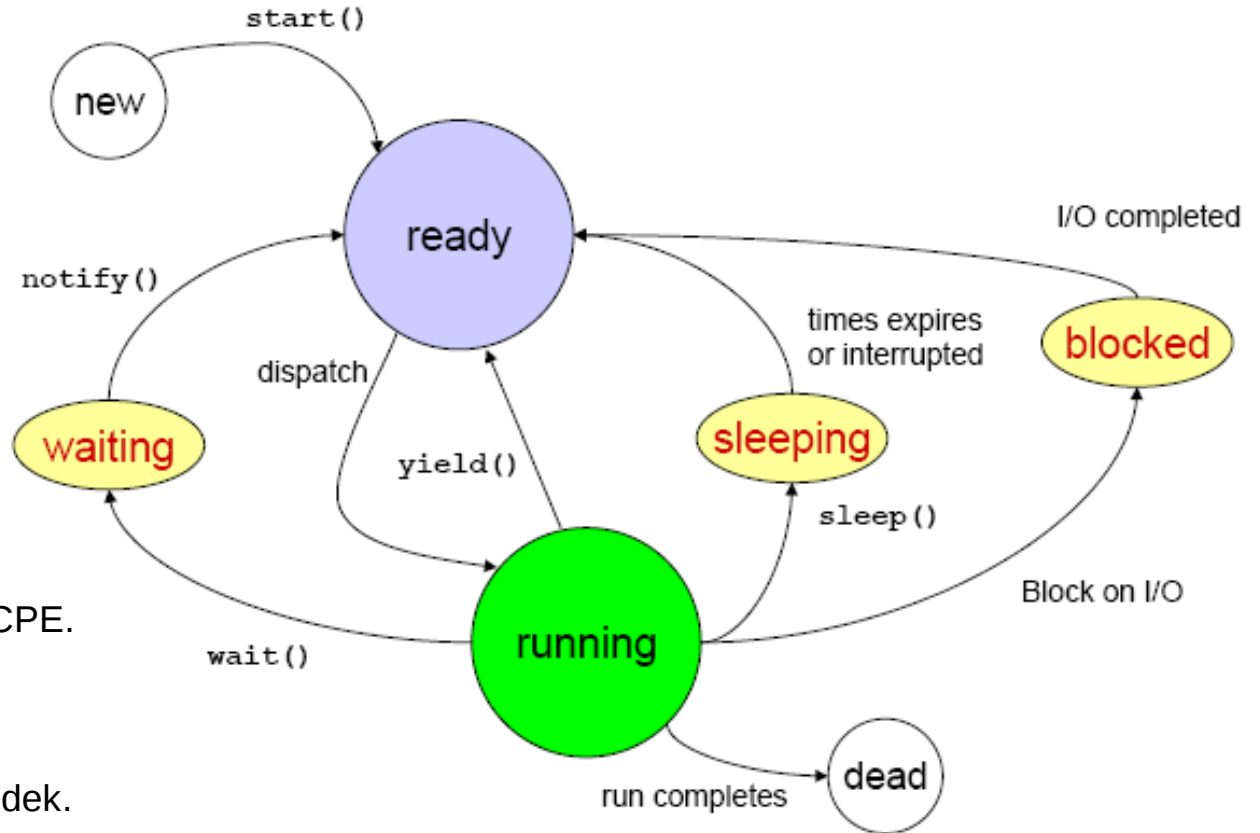 start()
new
ready
I/O completed
notify()
times expires
or interrupted
blocked
dispatch
waiting
sleeping
yield()
sleep()
Block on I/O
CPE.
running
wait()
dead
run completes
dek.